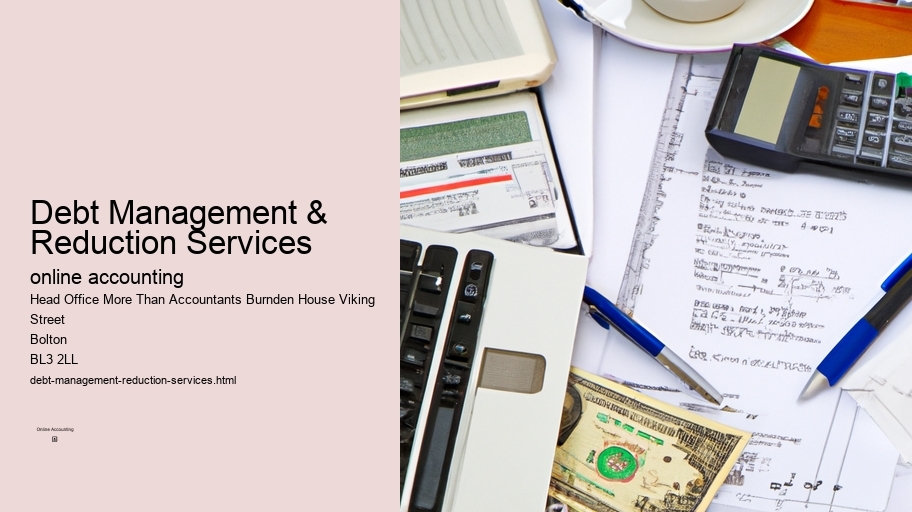 Debt Management &
Reduction Services
online accounting
Head Office More Than Accountants Burnden House Viking
Street
Bolton
BL3 2LL
debt-management-reduction-services.html
Online Accounting